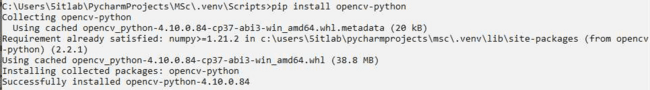 C:\Users\Sitlab\PycharmProjects\MSc\.venv\Scripts>pip install opencv-python
Collecting opencv-python
  Using cached opencv_python-4.10.0.84-cp37-abi3-win_amd64.whl.metadata (20 kB)
Requirement already satisfied: numpy>=1.21.2 in c:\users\5itlab\pycharmprojects\msc\.venv\lib\site-packages (from opencv
-python) (2.2.1)
Using cached opencv_python-4.10.0.84-cp37-abi3-win_amd64.whl (38.8 MB)
Installing collected packages: opencv-python
Successfully installed opencv-python-4.10.0.84